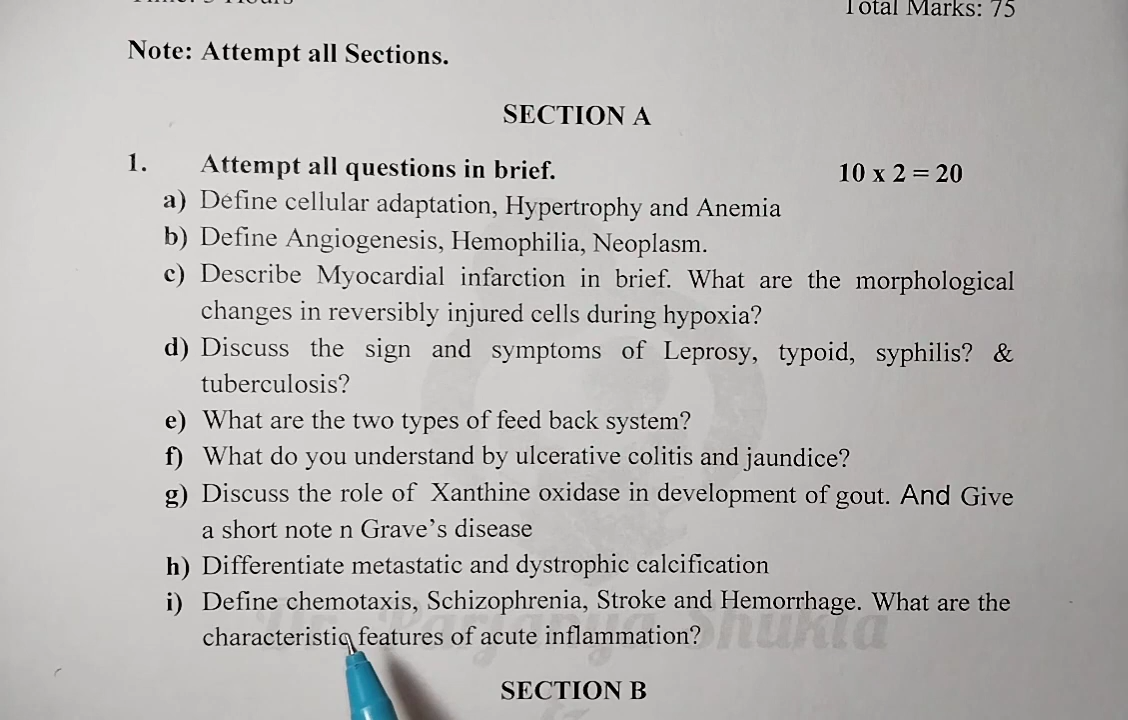 Total Marks: 75
Note: Attempt all Sections.
SECTION A
1. Attempt all questions in brief. 10 x 2 = 20
a) Define cellular adaptation, Hypertrophy and Anemia
b) Define Angiogenesis, Hemophilia, Neoplasm.
c) Describe Myocardial infarction in brief. What are the morphological
changes in reversibly injured cells during hypoxia?
d) Discuss the sign and symptoms of Leprosy, typoid, syphilis? &
tuberculosis?
e) What are the two types of feed back system?
f) What do you understand by ulcerative colitis and jaundice?
g) Discuss the role of Xanthine oxidase in development of gout. And Give
a short note n Grave's disease
h) Differentiate metastatic and dystrophic calcification
i) Define chemotaxis, Schizophrenia, Stroke and Hemorrhage. What are the
characteristic features of acute inflammation?
Shukla
SECTION B